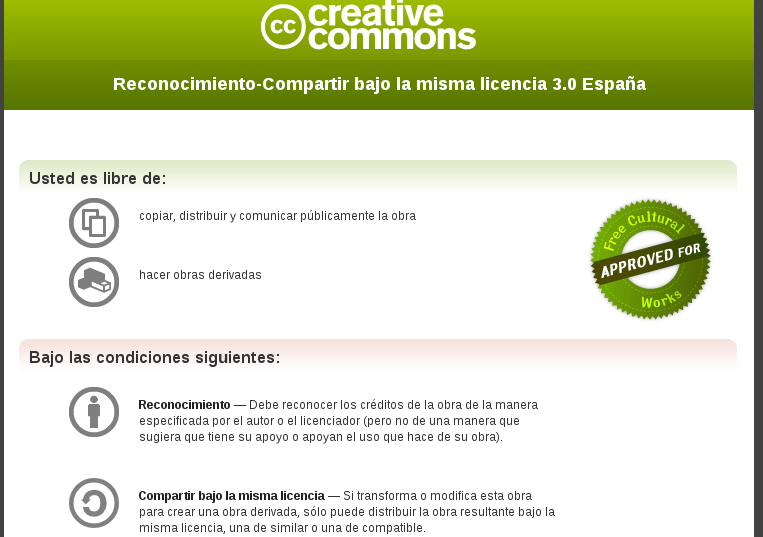 cc creative
commons
Reconocimiento-Compartir bajo la misma licencia 3.0 España
Usted es libre de:
copiar, distribuir y comunicar públicamente la obra
hacer obras derivadas
Free Cultural
APPROVED FOR
Works
Bajo las condiciones siguientes:
Reconocimiento — Debe reconocer los créditos de la obra de la manera
especificada por el autor o el licenciador (pero no de una manera que
sugiera que tiene su apoyo o apoyan el uso que hace de su obra).
Compartir bajo la misma licencia — Si transforma o modifica esta obra
para crear una obra derivada, sólo puede distribuir la obra resultante bajo la
misma licencia, una de similar o una de compatible.